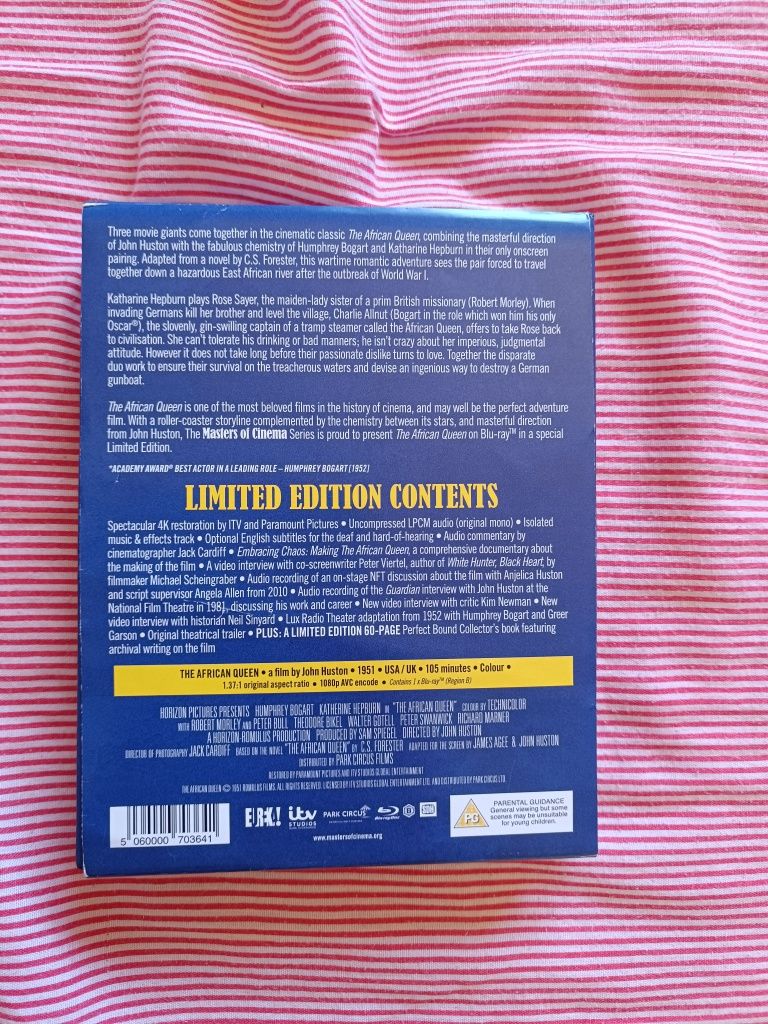 Three movie giants come together in the cinematic classic The African Queen, combining the masterful direction
of John Huston with the fabulous chemistry of Humphrey Bogart and Katharine Hepburn in their only onscreen
pairing. Adapted from a novel by C.S. Forester, this wartime romantic adventure sees the pair forced to travel
together down a hazardous East African river after the outbreak of World War I.
Katharine Hepburn plays Rose Sayer, the maiden-lady sister of a prim British missionary (Robert Morley). When
invading Germans kill her brother and level the village, Charlie Allnut (Bogart in the role which won him his only
Oscar®), the slovenly, gin-swilling captain of a tramp steamer called the African Queen, offers to take Rose back
to civilisation. She can't tolerate his drinking or bad manners; he isn't crazy about her imperious, judgmental
attitude. However it does not take long before their passionate dislike turns to love. Together the disparate
duo work to ensure their survival on the treacherous waters and devise an ingenious way to destroy a German
gunboat.
The African Queen is one of the most beloved films in the history of cinema, and may well be the perfect adventure
film. With a roller-coaster storyline complemented by the chemistry between its stars, and masterful direction
from John Huston, The Masters of Cinema Series is proud to present The African Queen on Blu-ray™ in a special
Limited Edition.
*ACADEMY AWARD® BEST ACTOR IN A LEADING ROLE – HUMPHREY BOGART [1952]
LIMITED EDITION CONTENTS
Spectacular 4K restoration by ITV and Paramount Pictures • Uncompressed LPCM audio (original mono) • Isolated
music & effects track • Optional English subtitles for the deaf and hard-of-hearing • Audio commentary by
cinematographer Jack Cardiff • Embracing Chaos: Making The African Queen, a comprehensive documentary about
the making of the film • A video interview with co-screenwriter Peter Viertel, author of White Hunter, Black Heart, by
filmmaker Michael Scheingraber • Audio recording of an on-stage NFT discussion about the film with Anjelica Huston
and script supervisor Angela Allen from 2010 • Audio recording of the Guardian interview with John Huston at the
National Film Theatre in 1981, discussing his work and career • New video interview with critic Kim Newman • New
video interview with historian Neil Sinyard • Lux Radio Theater adaptation from 1952 with Humphrey Bogart and Greer
Garson • Original theatrical trailer • PLUS: A LIMITED EDITION 60-PAGE Perfect Bound Collector's book featuring
archival writing on the film
THE AFRICAN QUEEN • a film by John Huston • 1951 • USA / UK • 105 minutes • Colour •
1.37:1 original aspect ratio • 1080p AVC encode • Contains 1 x Blu-ray™ (Region B)
HORIZON PICTURES PRESENTS HUMPHREY BOGART KATHERINE HEPBURN IN "THE AFRICAN QUEEN" COLOUR BY TECHNICOLOR
WITH ROBERT MORLEY AND PETER BULL THEODORE BIKEL WALTER GOTELL PETER SWANWICK RICHARD MARNER
A HORIZON-ROMULUS PRODUCTION PRODUCED BY SAM SPIEGEL DIRECTED BY JOHN HUSTON
DIRECTOR OF PHOTOGRAPHY JACK CARDIFF BASED ON THE NOVEL "THE AFRICAN QUEEN" BY C.S. FORESTER ADAPTED FOR THE SCREEN BY JAMES AGEE & JOHN HUSTON
DISTRIBUTED BY PARK CIRCUS FILMS
RESTORED BY PARAMOUNT PICTURES AND ITV STUDIOS GLOBAL ENTERTAINMENT
THE AFRICAN QUEEN © 1951 ROMULUS FILMS. ALL RIGHTS RESERVED. LICENSED BY ITV STUDIOS GLOBAL ENTERTAINMENT LTD. AND DISTRIBUTED BY PARK CIRCUS LTD.
5 060000 703641
EUREKA!
itv STUDIOS
PARK CIRCUS
Blu-ray Disc
B
www.mastersofcinema.org
PG
PARENTAL GUIDANCE
General viewing but some
scenes may be unsuitable
for young children.